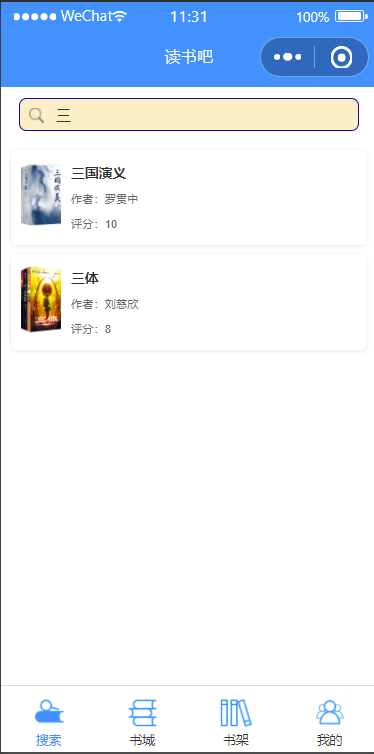 WeChat 11:31 100%
读书吧
三
三国演义
作者：罗贯中
评分：10
三体
作者：刘慈欣
评分：8
搜索 书城 书架 我的